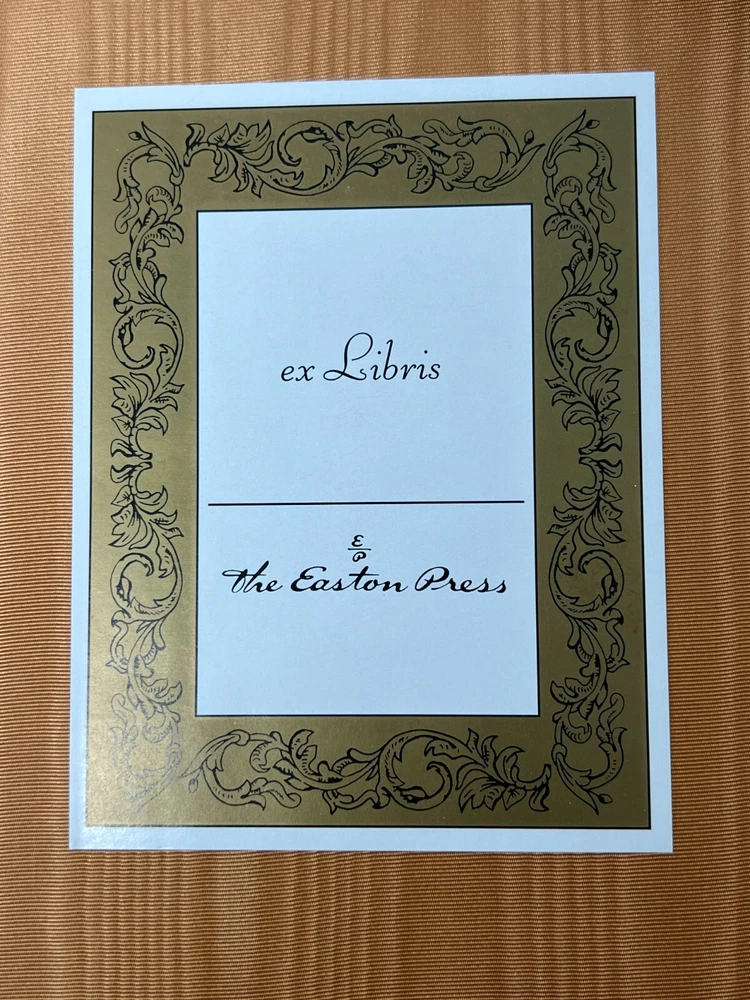 ex Libris
E
P
the Easton Press